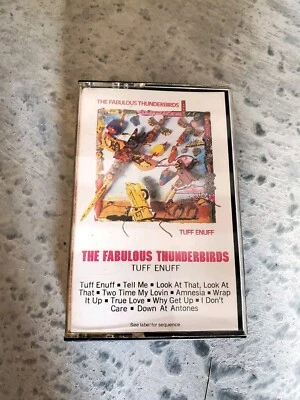 THE FABULOUS THUNDERBIRDS
TUFF ENUFF
THE FABULOUS THUNDERBIRDS
TUFF ENUFF
Tuff Enuff ▪ Tell Me ▪ Look At That, Look At
That ▪ Two Time My Lovin ▪ Amnesia ▪ Wrap
It Up ▪ True Love ▪ Why Get Up ▪ I Don't
Care ▪ Down At Antones
See label for sequence.